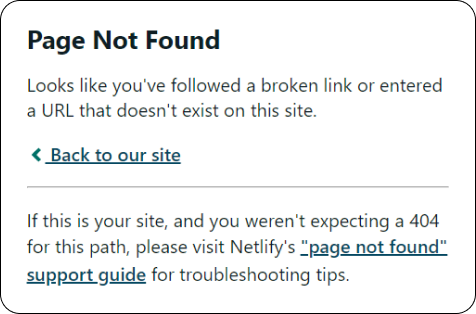 Page Not Found
Looks like you've followed a broken link or entered
a URL that doesn't exist on this site.
Back to our site
If this is your site, and you weren't expecting a 404
for this path, please visit Netlify's "page not found"
support guide for troubleshooting tips.